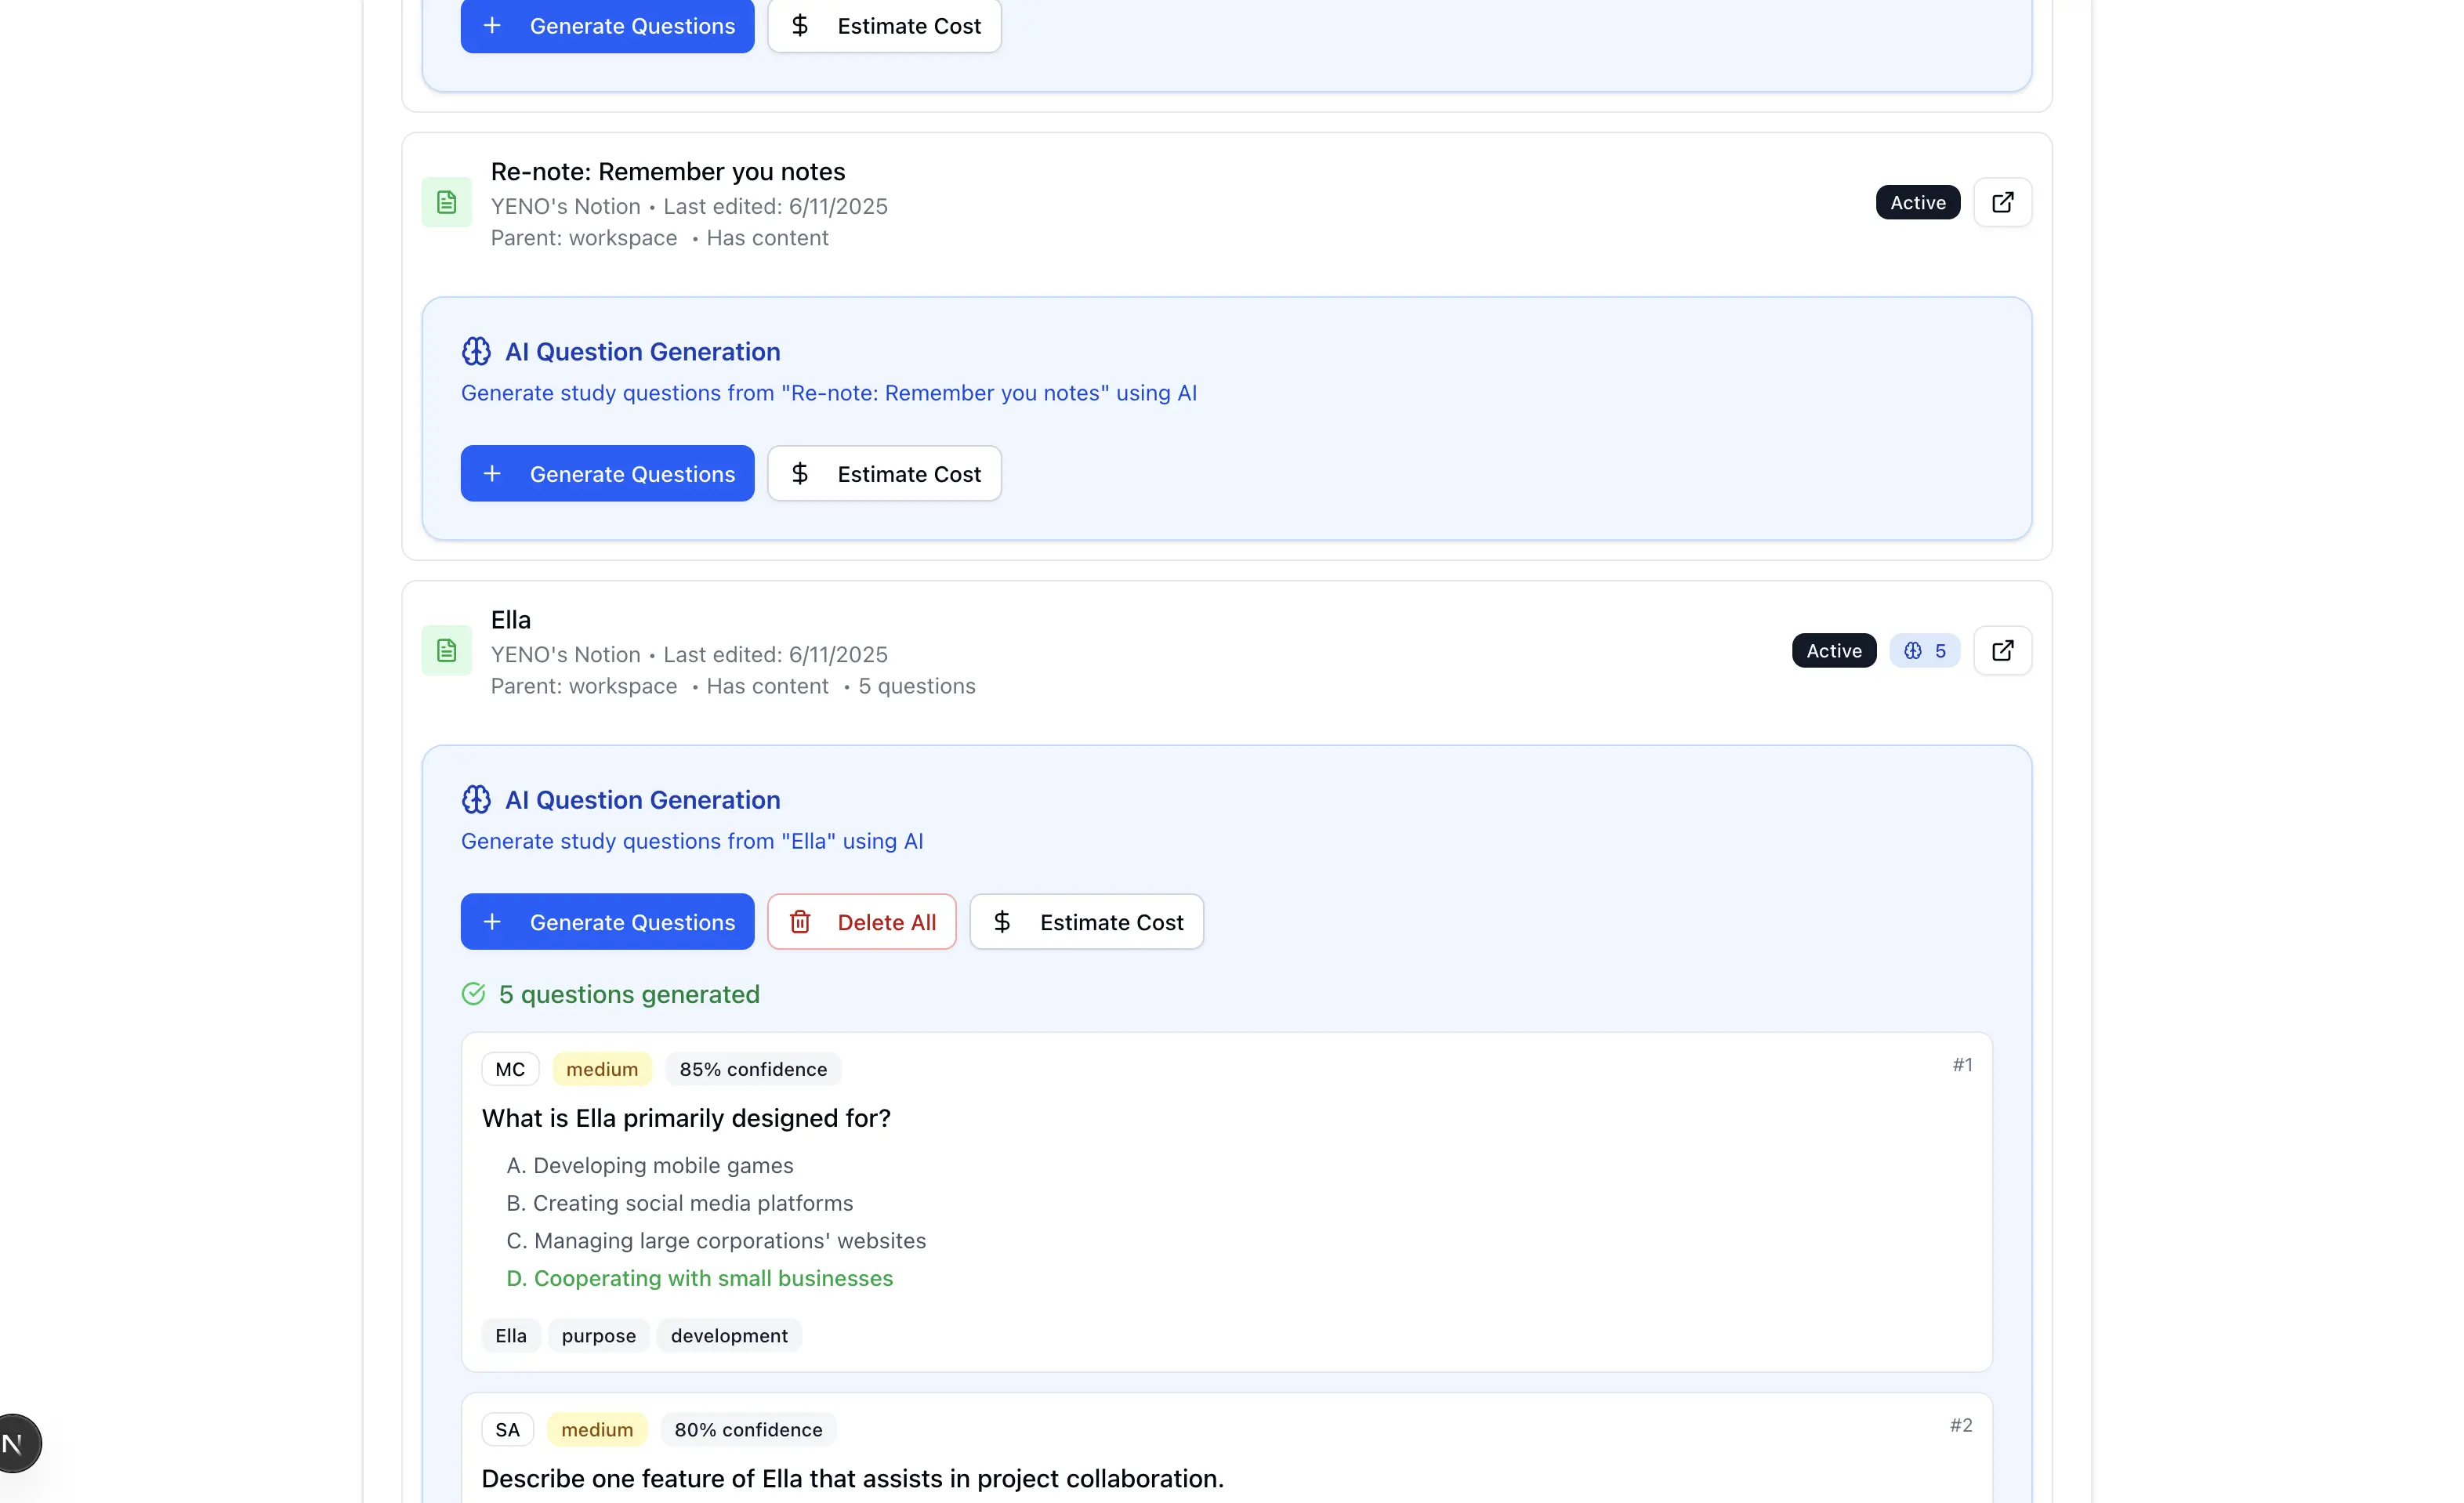 Generate Questions
$ Estimate Cost
Re-note: Remember you notes
YENO's Notion • Last edited: 6/11/2025
Parent: workspace • Has content
Active
AI Question Generation
Generate study questions from "Re-note: Remember you notes" using AI
Generate Questions
$ Estimate Cost
Ella
YENO's Notion • Last edited: 6/11/2025
Parent: workspace • Has content • 5 questions
Active
5
AI Question Generation
Generate study questions from "Ella" using AI
Generate Questions
Delete All
$ Estimate Cost
5 questions generated
MC medium 85% confidence
#1
What is Ella primarily designed for?
A. Developing mobile games
B. Creating social media platforms
C. Managing large corporations' websites
D. Cooperating with small businesses
Ella purpose development
SA medium 80% confidence
#2
Describe one feature of Ella that assists in project collaboration.
N